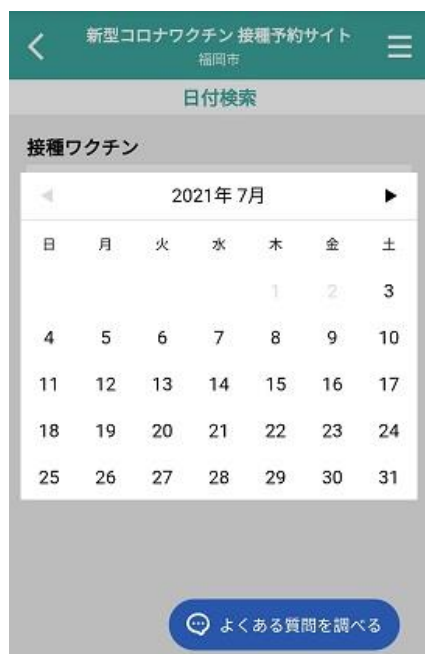 新型コロナワクチン 接種予約サイト
福岡市
日付検索
接種ワクチン
2021年 7月
日 月 火 水 木 金 土
1 2 3
4 5 6 7 8 9 10
11 12 13 14 15 16 17
18 19 20 21 22 23 24
25 26 27 28 29 30 31
よくある質問を調べる